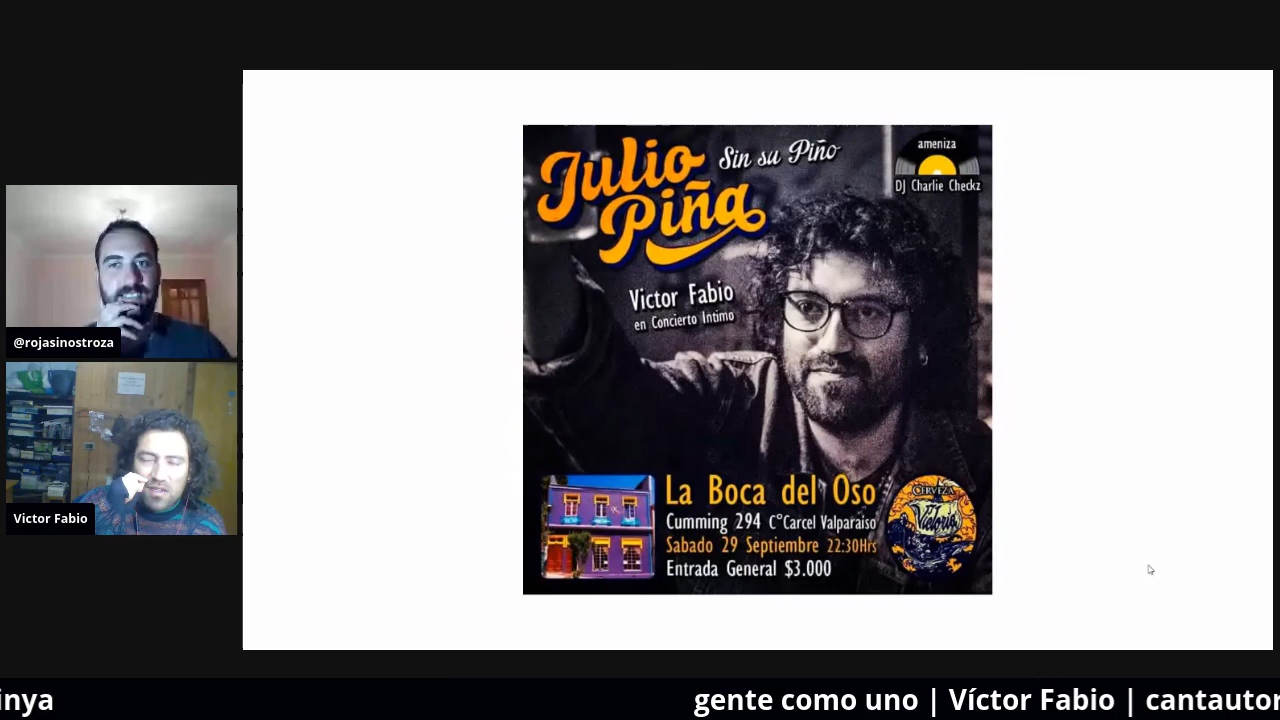 @rojasinostroza
Victor Fabio
Julio
Piña
Sin su Piño
ameniza
DJ Charlie Checkz
Victor Fabio
en Concierto Intimo
La Boca del Oso
Cumming 294 C°Carcel Valparaiso
Sabado 29 Septiembre 22:30Hrs
Entrada General $3.000
CERVEZA
Victoria
inya
gente como uno | Víctor Fabio | cantautor